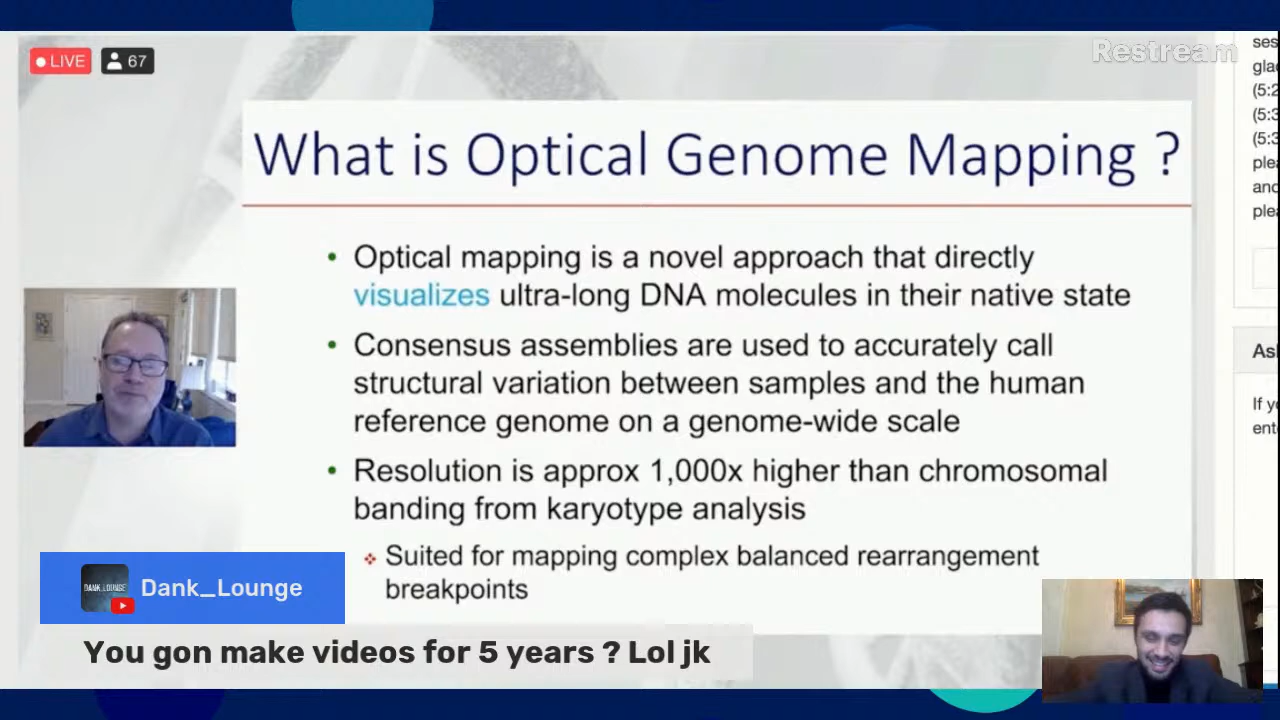 LIVE
67
Restream
What is Optical Genome Mapping ?
• Optical mapping is a novel approach that directly
visualizes ultra-long DNA molecules in their native state
• Consensus assemblies are used to accurately call
structural variation between samples and the human
reference genome on a genome-wide scale
• Resolution is approx 1,000x higher than chromosomal
banding from karyotype analysis
Suited for mapping complex balanced rearrangement
breakpoints
DANK_LOUNGE
Dank_Lounge
You gon make videos for 5 years ? Lol jk
and
If